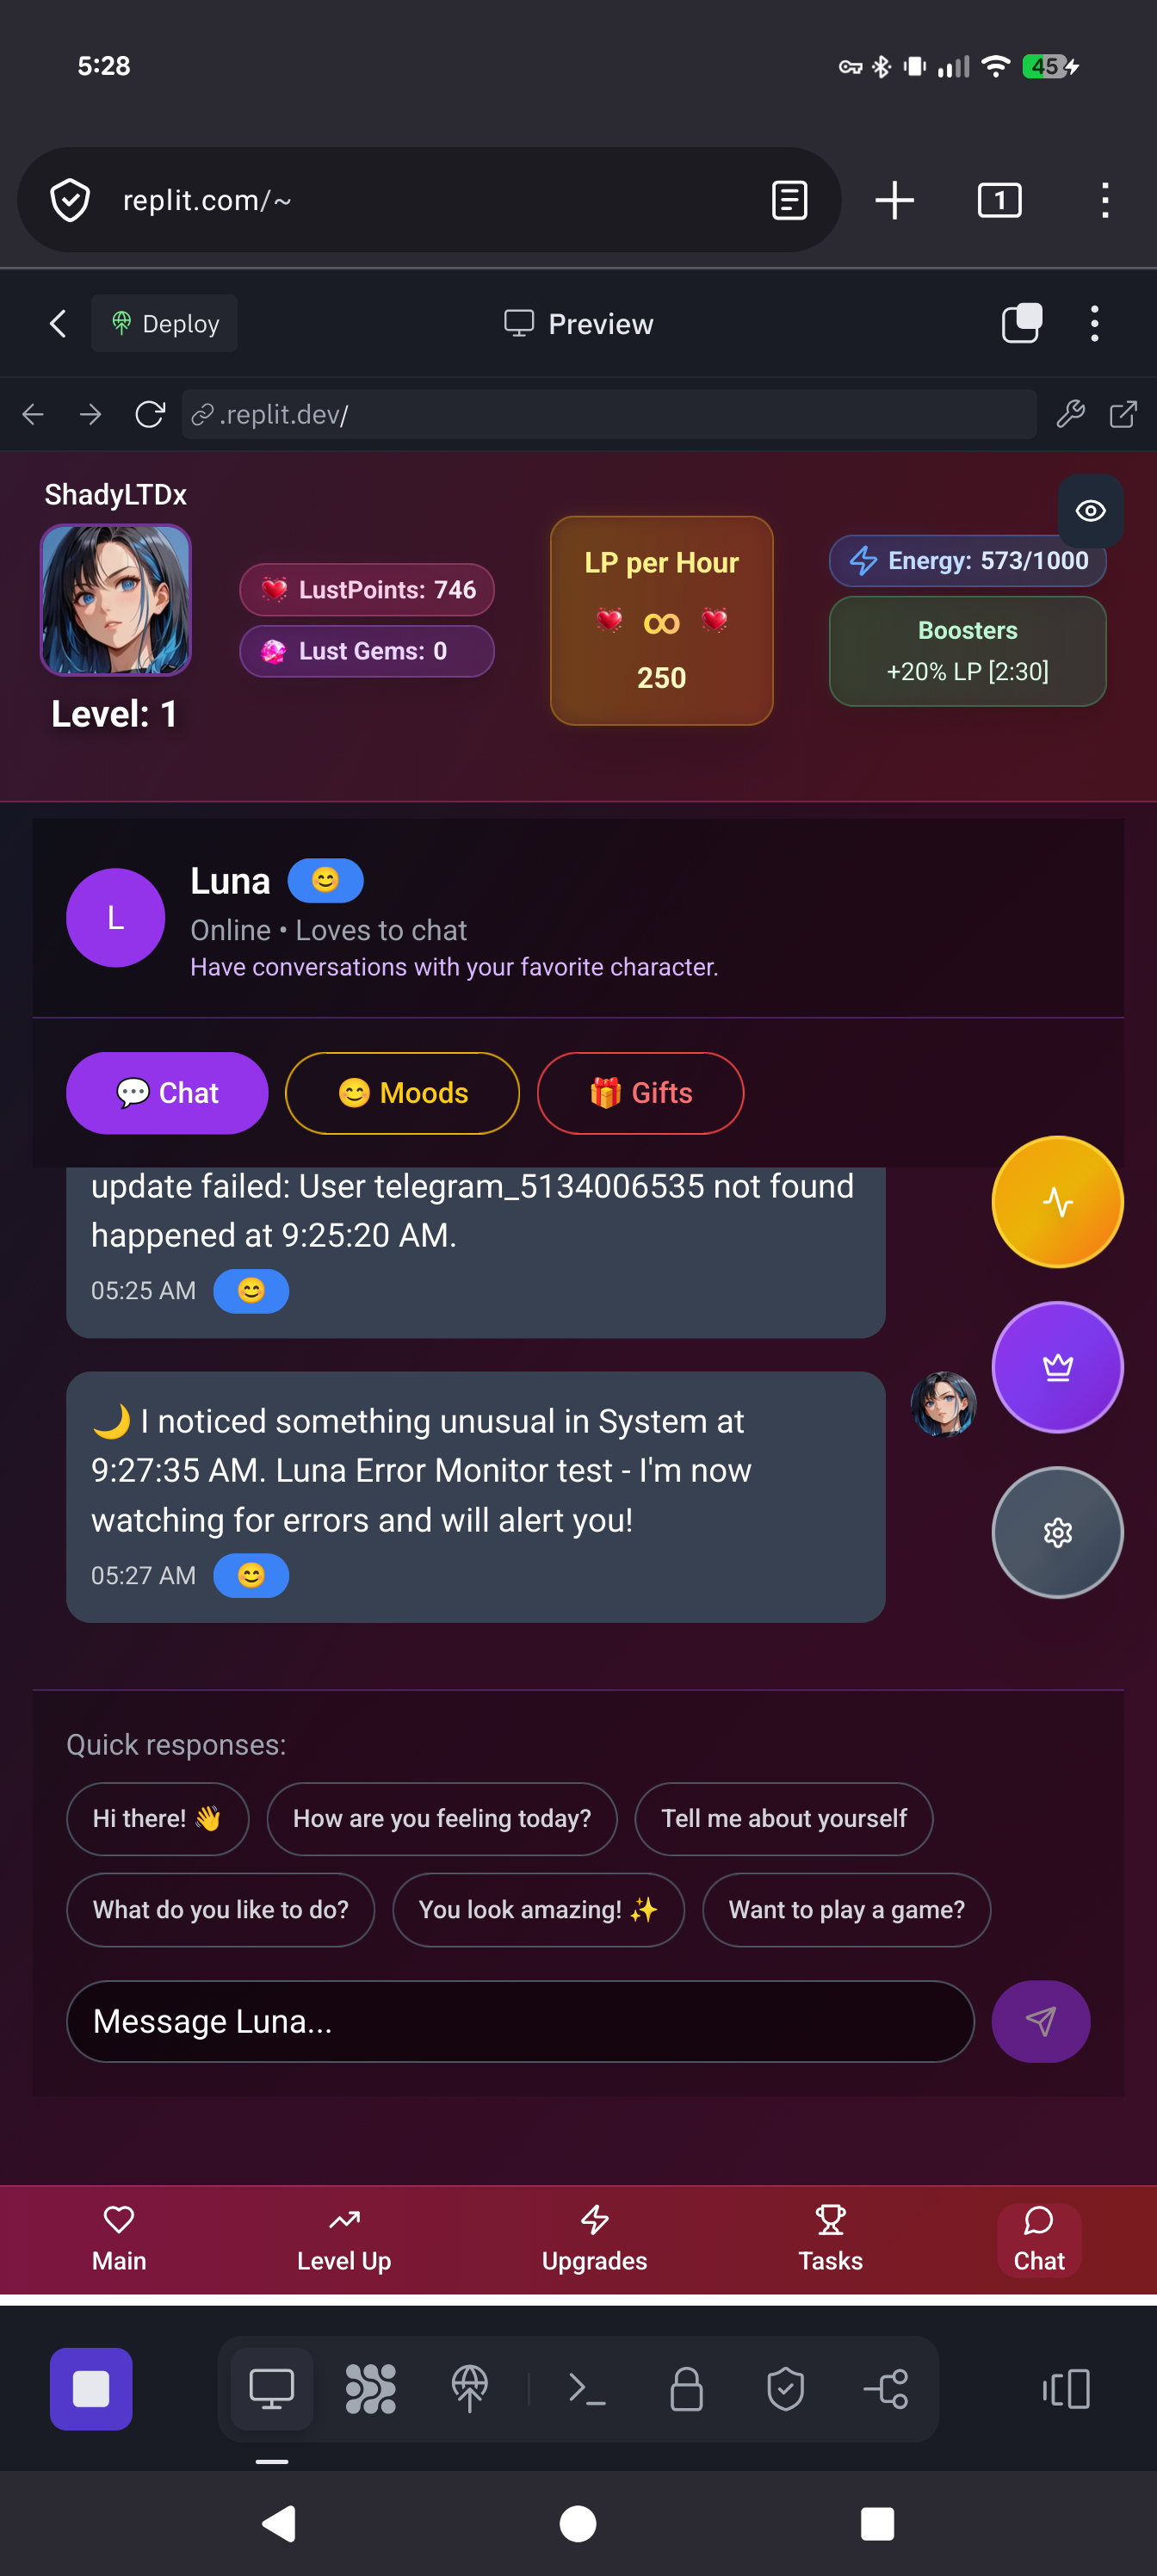 5:28
45
replit.com/~
1
Deploy
Preview
.replit.dev/
ShadyLTDx
Level: 1
LustPoints: 746
Lust Gems: 0
LP per Hour
∞
250
Energy: 573/1000
Boosters
+20% LP [2:30]
L
Luna
Online • Loves to chat
Have conversations with your favorite character.
Chat
Moods
Gifts
update failed: User telegram_5134006535 not found
happened at 9:25:20 AM.
05:25 AM
🌙 I noticed something unusual in System at
9:27:35 AM. Luna Error Monitor test - I'm now
watching for errors and will alert you!
05:27 AM
Quick responses:
Hi there! 👋
How are you feeling today?
Tell me about yourself
What do you like to do?
You look amazing! ✨
Want to play a game?
Message Luna...
Main
Level Up
Upgrades
Tasks
Chat